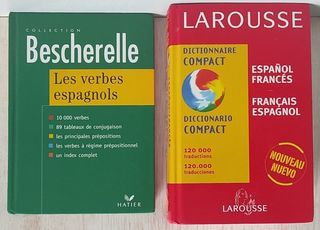 COLLECTION
Bescherelle
Les verbes
espagnols
10 000 verbes
89 tableaux de conjugaison
les principales prépositions
les verbes à régime prépositionnel
un index complet
HATIER
LAROUSSE
DICTIONNAIRE
COMPACT
ESPAÑOL
FRANCÉS
FRANÇAIS
ESPAGNOL
DICCIONARIO
COMPACT
120 000
traductions
120.000
traducciones
NOUVEAU
NUEVO
LAROUSSE